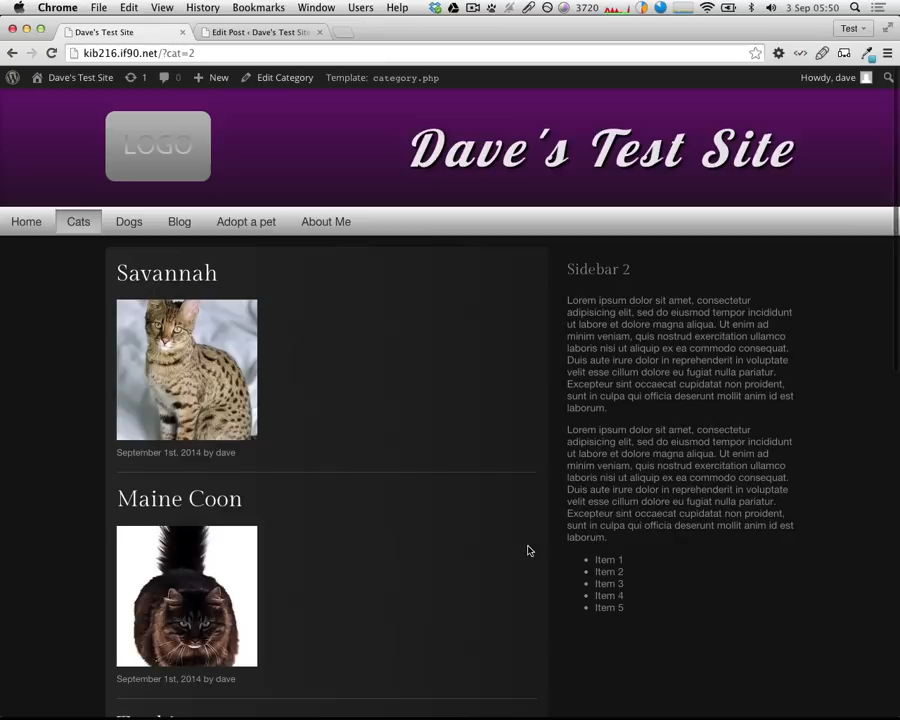 Chrome File Edit View History Bookmarks Window Users Help 3720 3 Sep 05:50
Dave's Test Site Edit Post ‹ Dave's Test Site Test
kib216.if90.net/?cat=2
Dave's Test Site 1 0 New Edit Category Template: category.php Howdy, dave
LOGO
Dave's Test Site
Home Cats Dogs Blog Adopt a pet About Me
Savannah
September 1st, 2014 by dave
Maine Coon
September 1st, 2014 by dave
Sidebar 2
Lorem ipsum dolor sit amet, consectetur
adipisicing elit, sed do eiusmod tempor incididunt
ut labore et dolore magna aliqua. Ut enim ad
minim veniam, quis nostrud exercitation ullamco
laboris nisi ut aliquip ex ea commodo consequat.
Duis aute irure dolor in reprehenderit in voluptate
velit esse cillum dolore eu fugiat nulla pariatur.
Excepteur sint occaecat cupidatat non proident,
sunt in culpa qui officia deserunt mollit anim id est
laborum.
Lorem ipsum dolor sit amet, consectetur
adipisicing elit, sed do eiusmod tempor incididunt
ut labore et dolore magna aliqua. Ut enim ad
minim veniam, quis nostrud exercitation ullamco
laboris nisi ut aliquip ex ea commodo consequat.
Duis aute irure dolor in reprehenderit in voluptate
velit esse cillum dolore eu fugiat nulla pariatur.
Excepteur sint occaecat cupidatat non proident,
sunt in culpa qui officia deserunt mollit anim id est
laborum.
Item 1
Item 2
Item 3
Item 4
Item 5